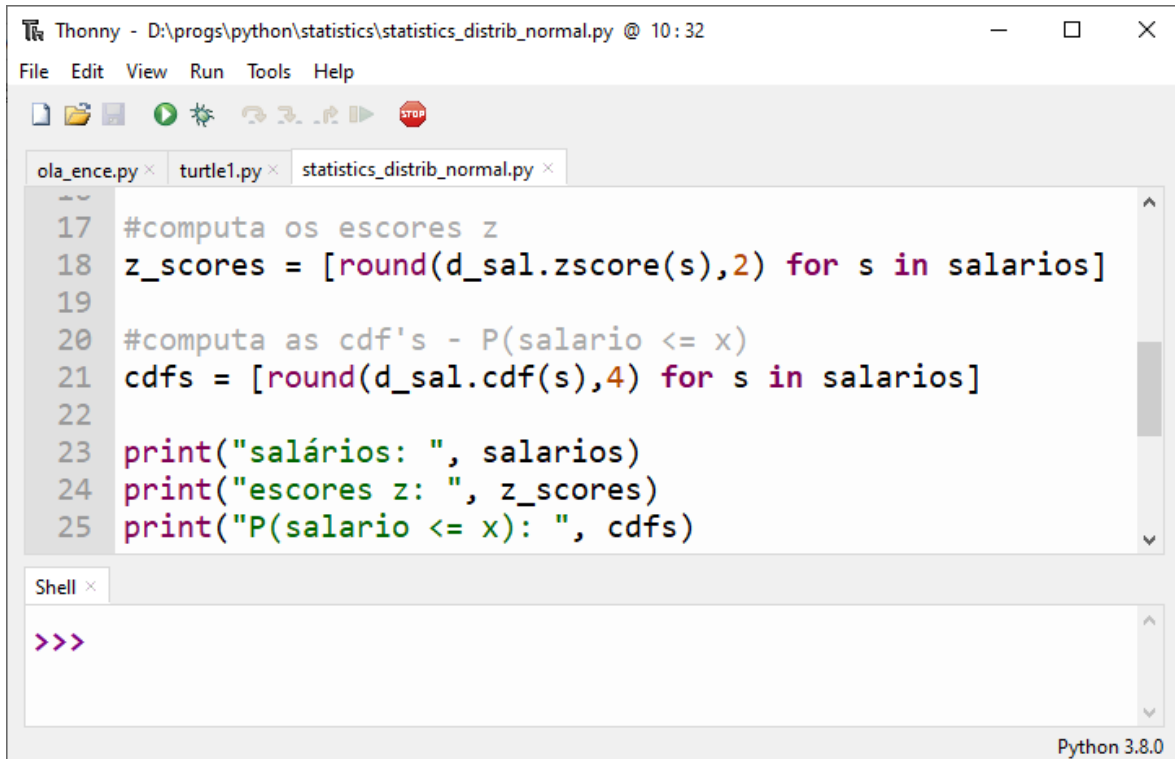 Thonny - D:\progs\python\statistics\statistics_distrib_normal.py @ 10 : 32
File Edit View Run Tools Help
STOP
ola_ence.py × turtle1.py × statistics_distrib_normal.py ×
17 #computa os escores z
18 z_scores = [round(d_sal.zscore(s),2) for s in salarios]
19
20 #computa as cdf's - P(salario <= x)
21 cdfs = [round(d_sal.cdf(s),4) for s in salarios]
22
23 print("salários: ", salarios)
24 print("escores z: ", z_scores)
25 print("P(salario <= x): ", cdfs)
Shell ×
>>>
Python 3.8.0